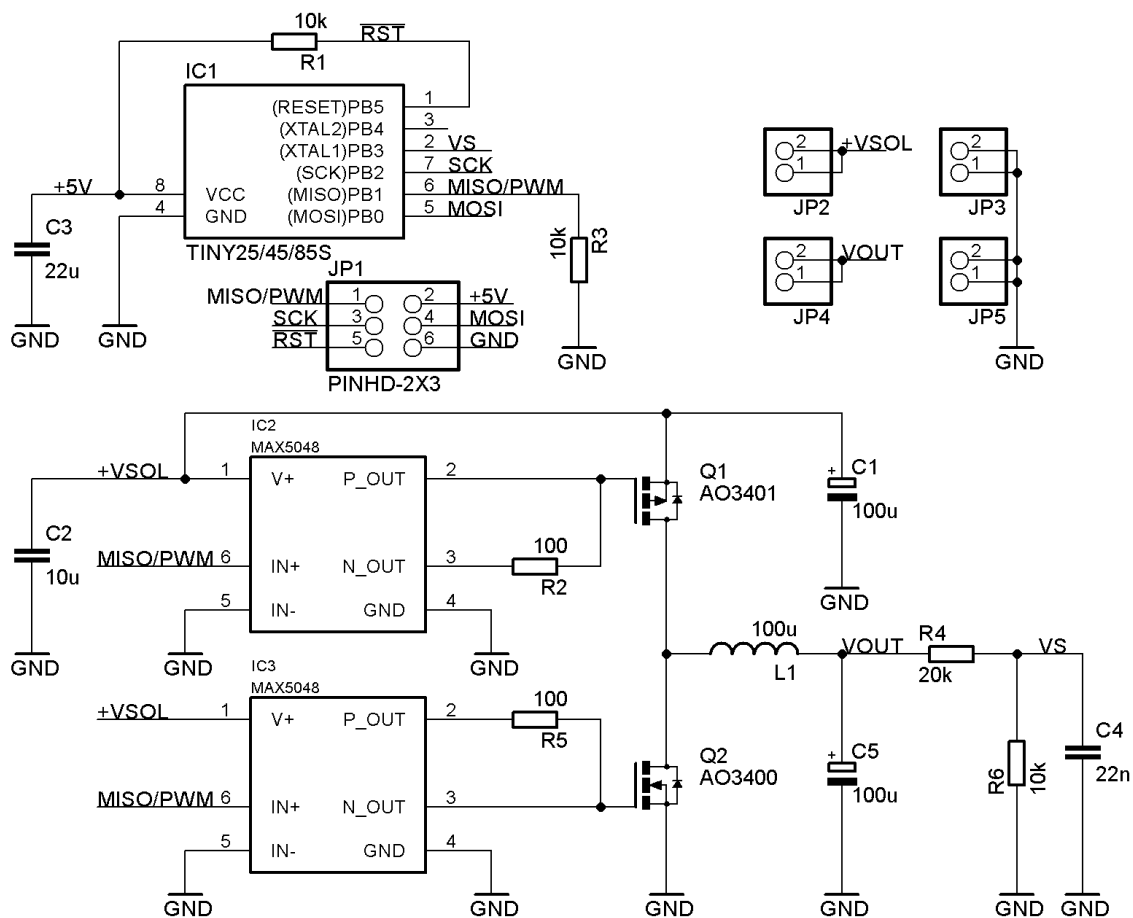 10k
RST
R1
IC1
(RESET)PB5 1
(XTAL2)PB4 3
(XTAL1)PB3 2 VS
(SCK)PB2 7 SCK
+5V 8 VCC (MISO)PB1 6 MISO/PWM
4 GND (MOSI)PB0 5 MOSI
TINY25/45/85S
C3
22u
GND
GND
10k
R3
GND
JP1
MISO/PWM 1 2 +5V
SCK 3 4 MOSI
RST 5 6 GND
PINHD-2X3
2 +VSOL
1
JP2
2
1
JP3
2 VOUT
1
JP4
2
1
JP5
GND
IC2
MAX5048
+VSOL 1 V+ P_OUT 2
MISO/PWM 6 IN+ N_OUT 3
5 IN- GND 4
C2
10u
GND
GND
GND
100
R2
Q1
AO3401
+
C1
100u
GND
IC3
MAX5048
+VSOL 1 V+ P_OUT 2
MISO/PWM 6 IN+ N_OUT 3
5 IN- GND 4
GND
GND
100
R5
Q2
AO3400
GND
100u
L1
VOUT
R4
20k
VS
+
C5
100u
GND
R6
10k
GND
C4
22n
GND